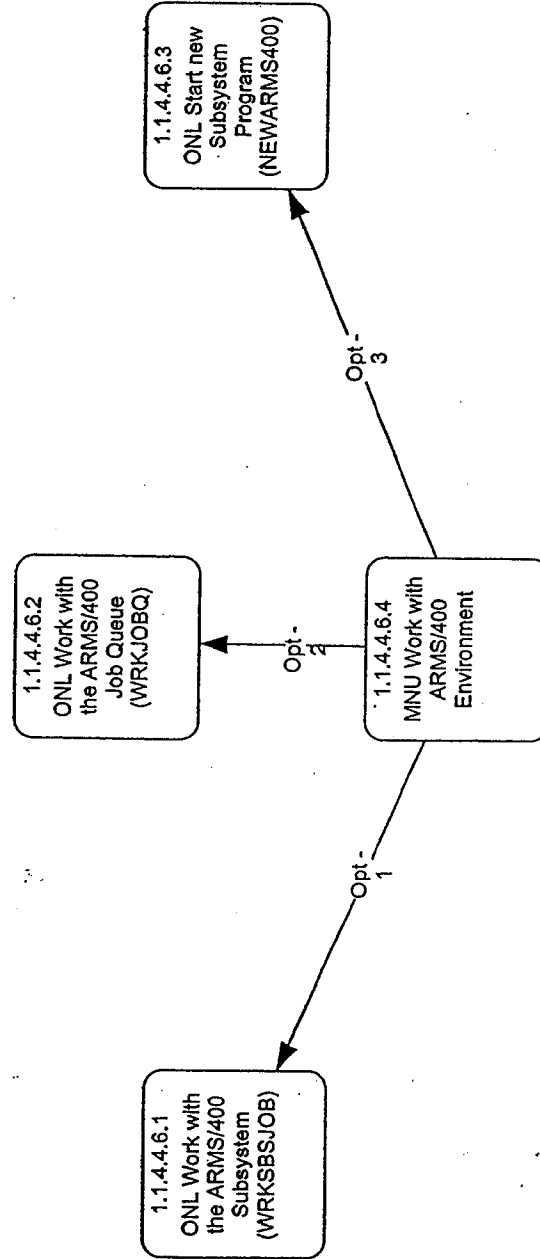 1.1.4.4.6.1
ONL Work with
the ARMS/400
Subsystem
(WRKSBSJOB)
Opt -
1
1.1.4.4.6.2
ONL Work with
the ARMS/400
Job Queue
(WRKJOBQ)
Opt -
2
1.1.4.4.6.4
MNU Work with
ARMS/400
Environment
Opt -
3
1.1.4.4.6.3
ONL Start new
Subsystem
Program
(NEWARMS400)